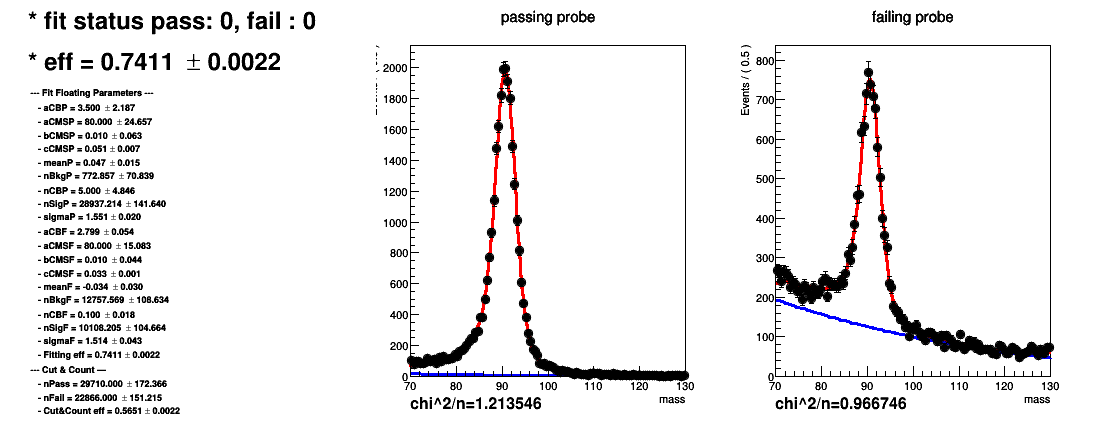 * fit status pass: 0, fail : 0
* eff = 0.7411 ± 0.0022
--- Fit Floating Parameters ---
- aCBP = 3.500 ± 2.187
- aCMSP = 80.000 ± 24.657
- bCMSP = 0.010 ± 0.063
- cCMSP = 0.051 ± 0.007
- meanP = 0.047 ± 0.015
- nBkgP = 772.857 ± 70.839
- nCBP = 5.000 ± 4.846
- nSigP = 28937.214 ± 141.640
- sigmaP = 1.551 ± 0.020
- aCBF = 2.799 ± 0.054
- aCMSF = 80.000 ± 15.083
- bCMSF = 0.010 ± 0.044
- cCMSF = 0.033 ± 0.001
- meanF = -0.034 ± 0.030
- nBkgF = 12757.569 ± 108.634
- nCBF = 0.100 ± 0.018
- nSigF = 10108.205 ± 104.664
- sigmaF = 1.514 ± 0.043
- Fitting eff = 0.7411 ± 0.0022
--- Cut & Count ---
- nPass = 29710.000 ± 172.366
- nFail = 22866.000 ± 151.215
- Cut&Count eff = 0.5651 ± 0.0022
passing probe
2000
1800
1600
1400
1200
1000
800
600
400
200
0
70 80 90 100 110 120 130
mass
chi^2/n=1.213546
failing probe
Events / ( 0.5 )
800
700
600
500
400
300
200
100
0
70 80 90 100 110 120 130
mass
chi^2/n=0.966746